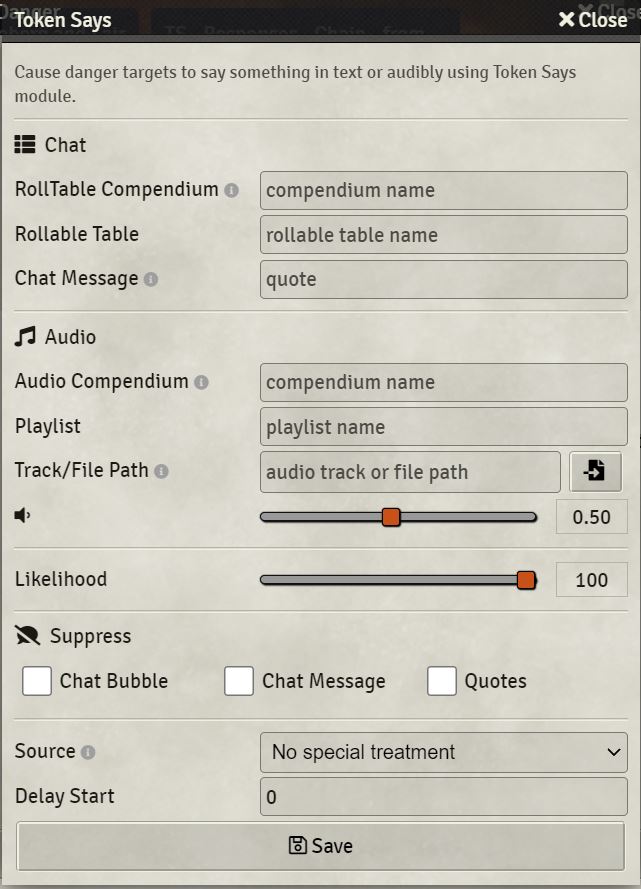 Token Says
Close
Cause danger targets to say something in text or audibly using Token Says
module.
Chat
RollTable Compendium
compendium name
Rollable Table
rollable table name
Chat Message
quote
Audio
Audio Compendium
compendium name
Playlist
playlist name
Track/File Path
audio track or file path
0.50
Likelihood
100
Suppress
Chat Bubble
Chat Message
Quotes
Source
No special treatment
Delay Start
0
Save